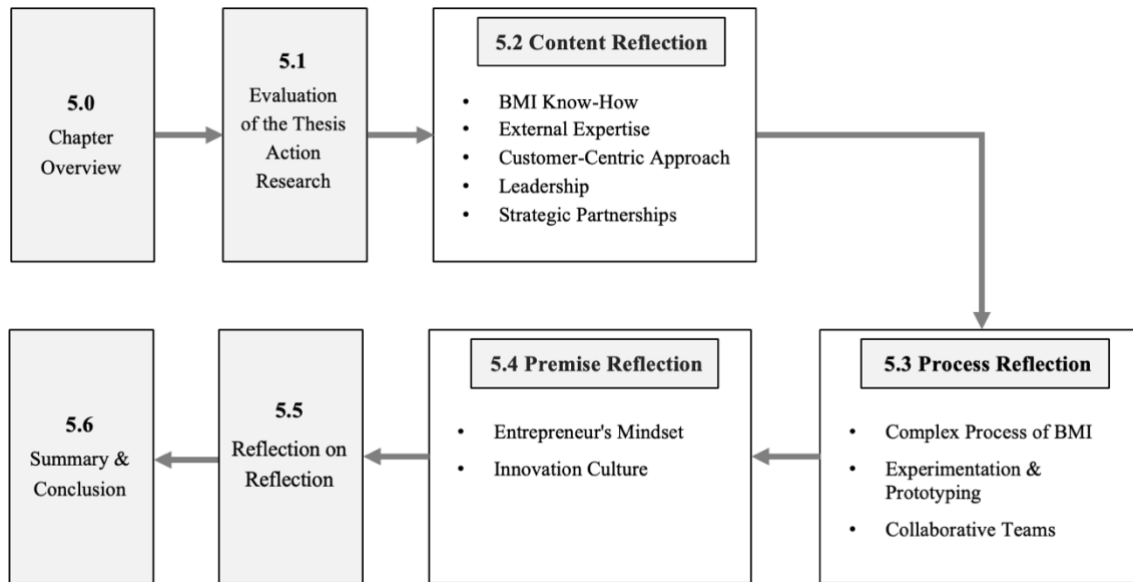 5.0
Chapter
Overview
5.1
Evaluation
of the Thesis
Action
Research
5.2 Content Reflection
• BMI Know-How
• External Expertise
• Customer-Centric Approach
• Leadership
• Strategic Partnerships
5.3 Process Reflection
• Complex Process of BMI
• Experimentation &
Prototyping
• Collaborative Teams
5.4 Premise Reflection
• Entrepreneur's Mindset
• Innovation Culture
5.5
Reflection on
Reflection
5.6
Summary &
Conclusion